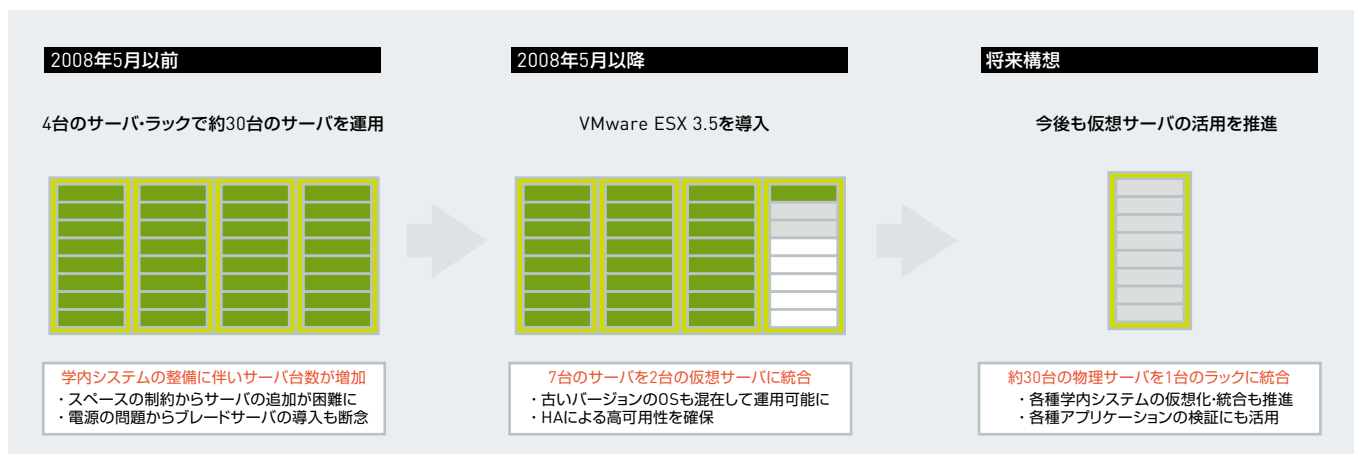 2008年5月以前
4台のサーバ・ラックで約30台のサーバを運用
学内システムの整備に伴いサーバ台数が増加
・スペースの制約からサーバの追加が困難に
・電源の問題からブレードサーバの導入も断念
2008年5月以降
VMware ESX 3.5を導入
7台のサーバを2台の仮想サーバに統合
・古いバージョンのOSも混在して運用可能に
・HAによる高可用性を確保
将来構想
今後も仮想サーバの活用を推進
約30台の物理サーバを1台のラックに統合
・各種学内システムの仮想化・統合も推進
・各種アプリケーションの検証にも活用